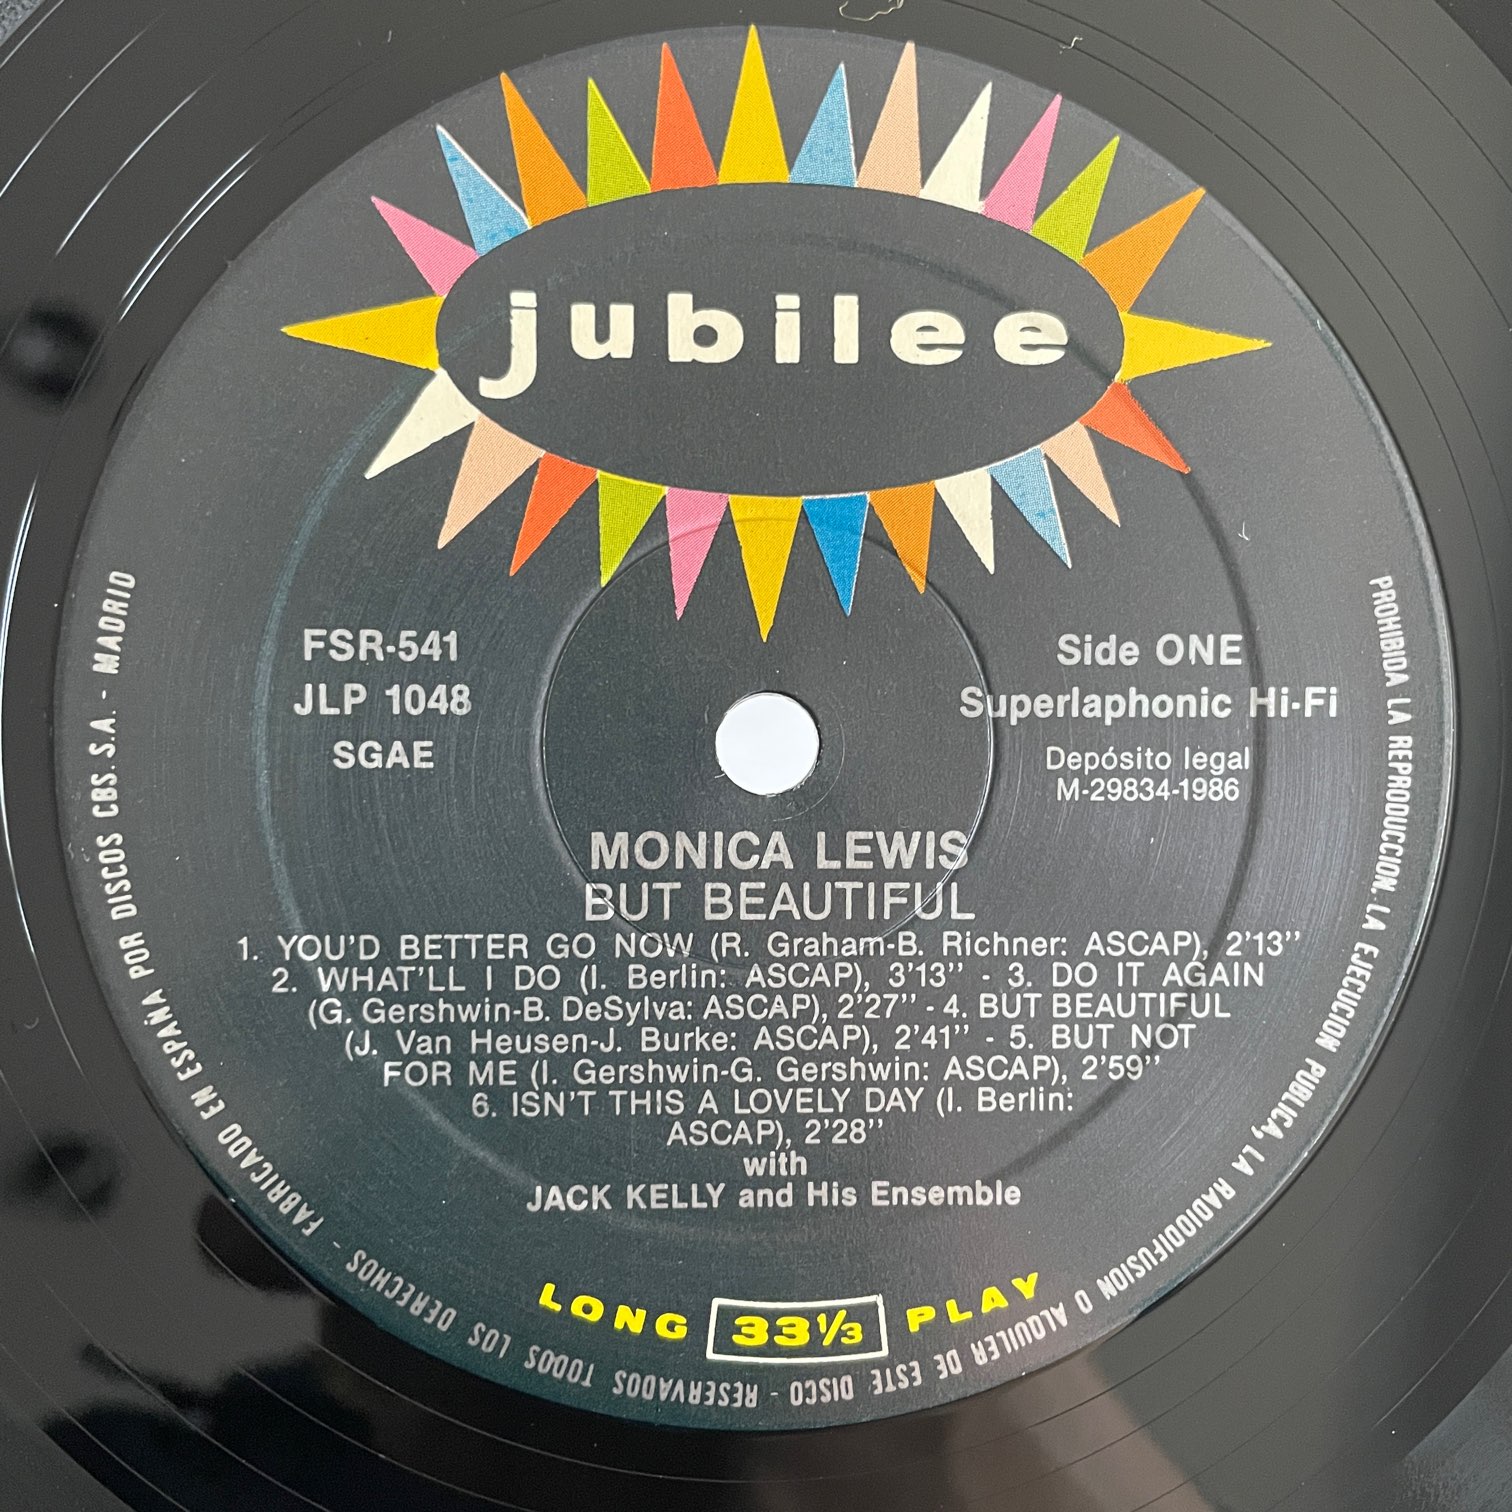 jubilee
FSR-541
JLP 1048
SGAE
Side ONE
Superlaphonic Hi-Fi
Depósito legal
M-29834-1986
MONICA LEWIS
BUT BEAUTIFUL
1. YOU'D BETTER GO NOW (R. Graham-B. Richner: ASCAP), 2'13''
2. WHAT'LL I DO (I. Berlin: ASCAP), 3'13'' - 3. DO IT AGAIN
(G. Gershwin-B. DeSylva: ASCAP), 2'27'' - 4. BUT BEAUTIFUL
(J. Van Heusen-J. Burke: ASCAP), 2'41'' - 5. BUT NOT
FOR ME (I. Gershwin-G. Gershwin: ASCAP), 2'59''
6. ISN'T THIS A LOVELY DAY (I. Berlin:
ASCAP), 2'28''
with
JACK KELLY and His Ensemble
LONG 33⅓ PLAY
PROHIBIDA LA REPRODUCCION, LA EJECUCION PUBLICA, LA RADIODIFUSION O ALQUILER DE ESTE DISCO - RESERVADOS TODOS LOS DERECHOS - FABRICADO EN ESPAÑA POR DISCOS CBS. S.A. - MADRID